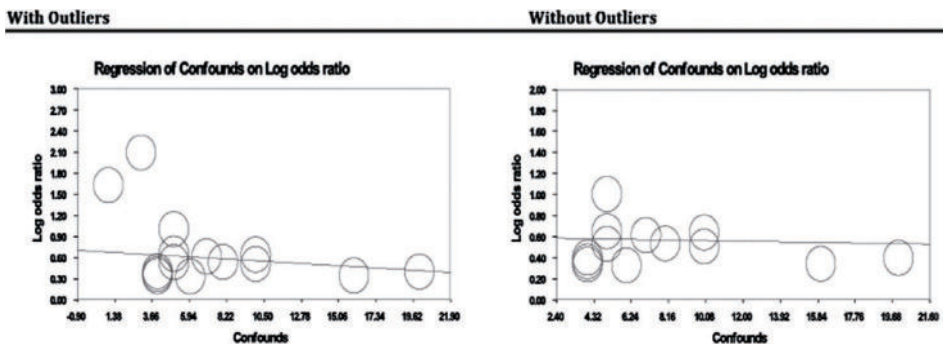 With Outliers
Without Outliers
Regression of Confounds on Log odds ratio
3.00
2.70
2.40
2.10
1.80
1.50
1.20
0.90
0.60
0.30
0.00
Log odds ratio
-0.90 1.38 3.66 5.94 8.22 10.50 12.78 15.06 17.34 19.62 21.90
Confounds
Regression of Confounds on Log odds ratio
2.00
1.80
1.60
1.40
1.20
1.00
0.80
0.60
0.40
0.20
0.00
Log odds ratio
2.40 4.32 6.24 8.16 10.08 12.00 13.92 15.84 17.76 19.68 21.60
Confounds